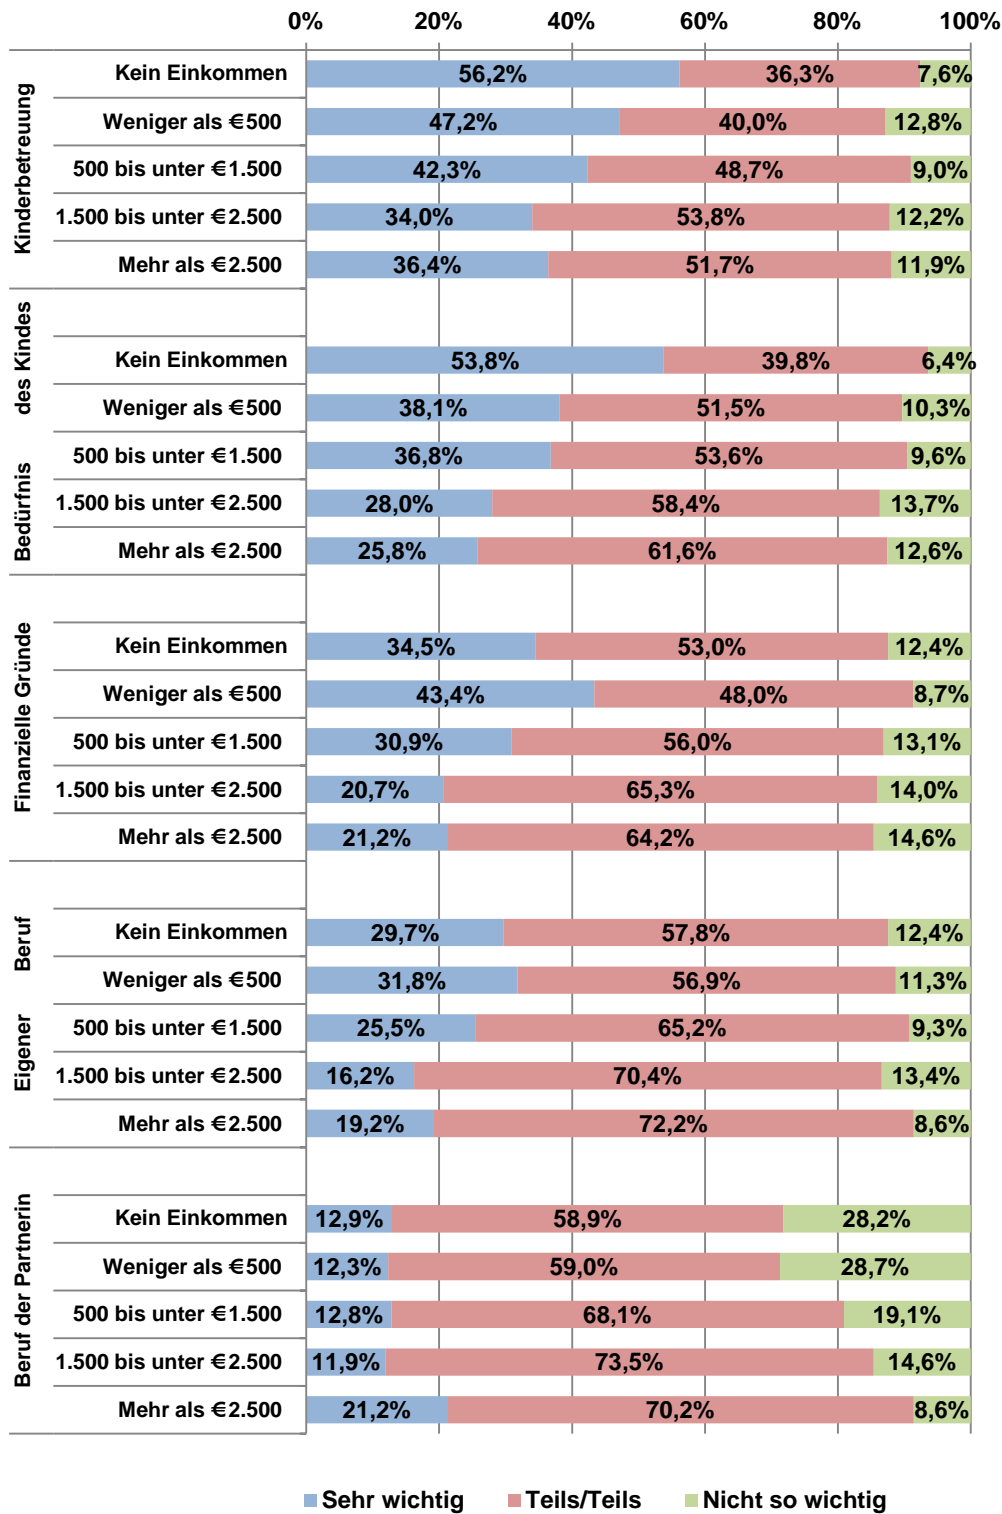 0% 20% 40% 60% 80% 100%
Kinderbetreuung
Kein Einkommen 56,2% 36,3% 7,6%
Weniger als €500 47,2% 40,0% 12,8%
500 bis unter €1.500 42,3% 48,7% 9,0%
1.500 bis unter €2.500 34,0% 53,8% 12,2%
Mehr als €2.500 36,4% 51,7% 11,9%
Bedürfnis des Kindes
Kein Einkommen 53,8% 39,8% 6,4%
Weniger als €500 38,1% 51,5% 10,3%
500 bis unter €1.500 36,8% 53,6% 9,6%
1.500 bis unter €2.500 28,0% 58,4% 13,7%
Mehr als €2.500 25,8% 61,6% 12,6%
Finanzielle Gründe
Kein Einkommen 34,5% 53,0% 12,4%
Weniger als €500 43,4% 48,0% 8,7%
500 bis unter €1.500 30,9% 56,0% 13,1%
1.500 bis unter €2.500 20,7% 65,3% 14,0%
Mehr als €2.500 21,2% 64,2% 14,6%
Eigener Beruf
Kein Einkommen 29,7% 57,8% 12,4%
Weniger als €500 31,8% 56,9% 11,3%
500 bis unter €1.500 25,5% 65,2% 9,3%
1.500 bis unter €2.500 16,2% 70,4% 13,4%
Mehr als €2.500 19,2% 72,2% 8,6%
Beruf der Partnerin
Kein Einkommen 12,9% 58,9% 28,2%
Weniger als €500 12,3% 59,0% 28,7%
500 bis unter €1.500 12,8% 68,1% 19,1%
1.500 bis unter €2.500 11,9% 73,5% 14,6%
Mehr als €2.500 21,2% 70,2% 8,6%
Sehr wichtig Teils/Teils Nicht so wichtig